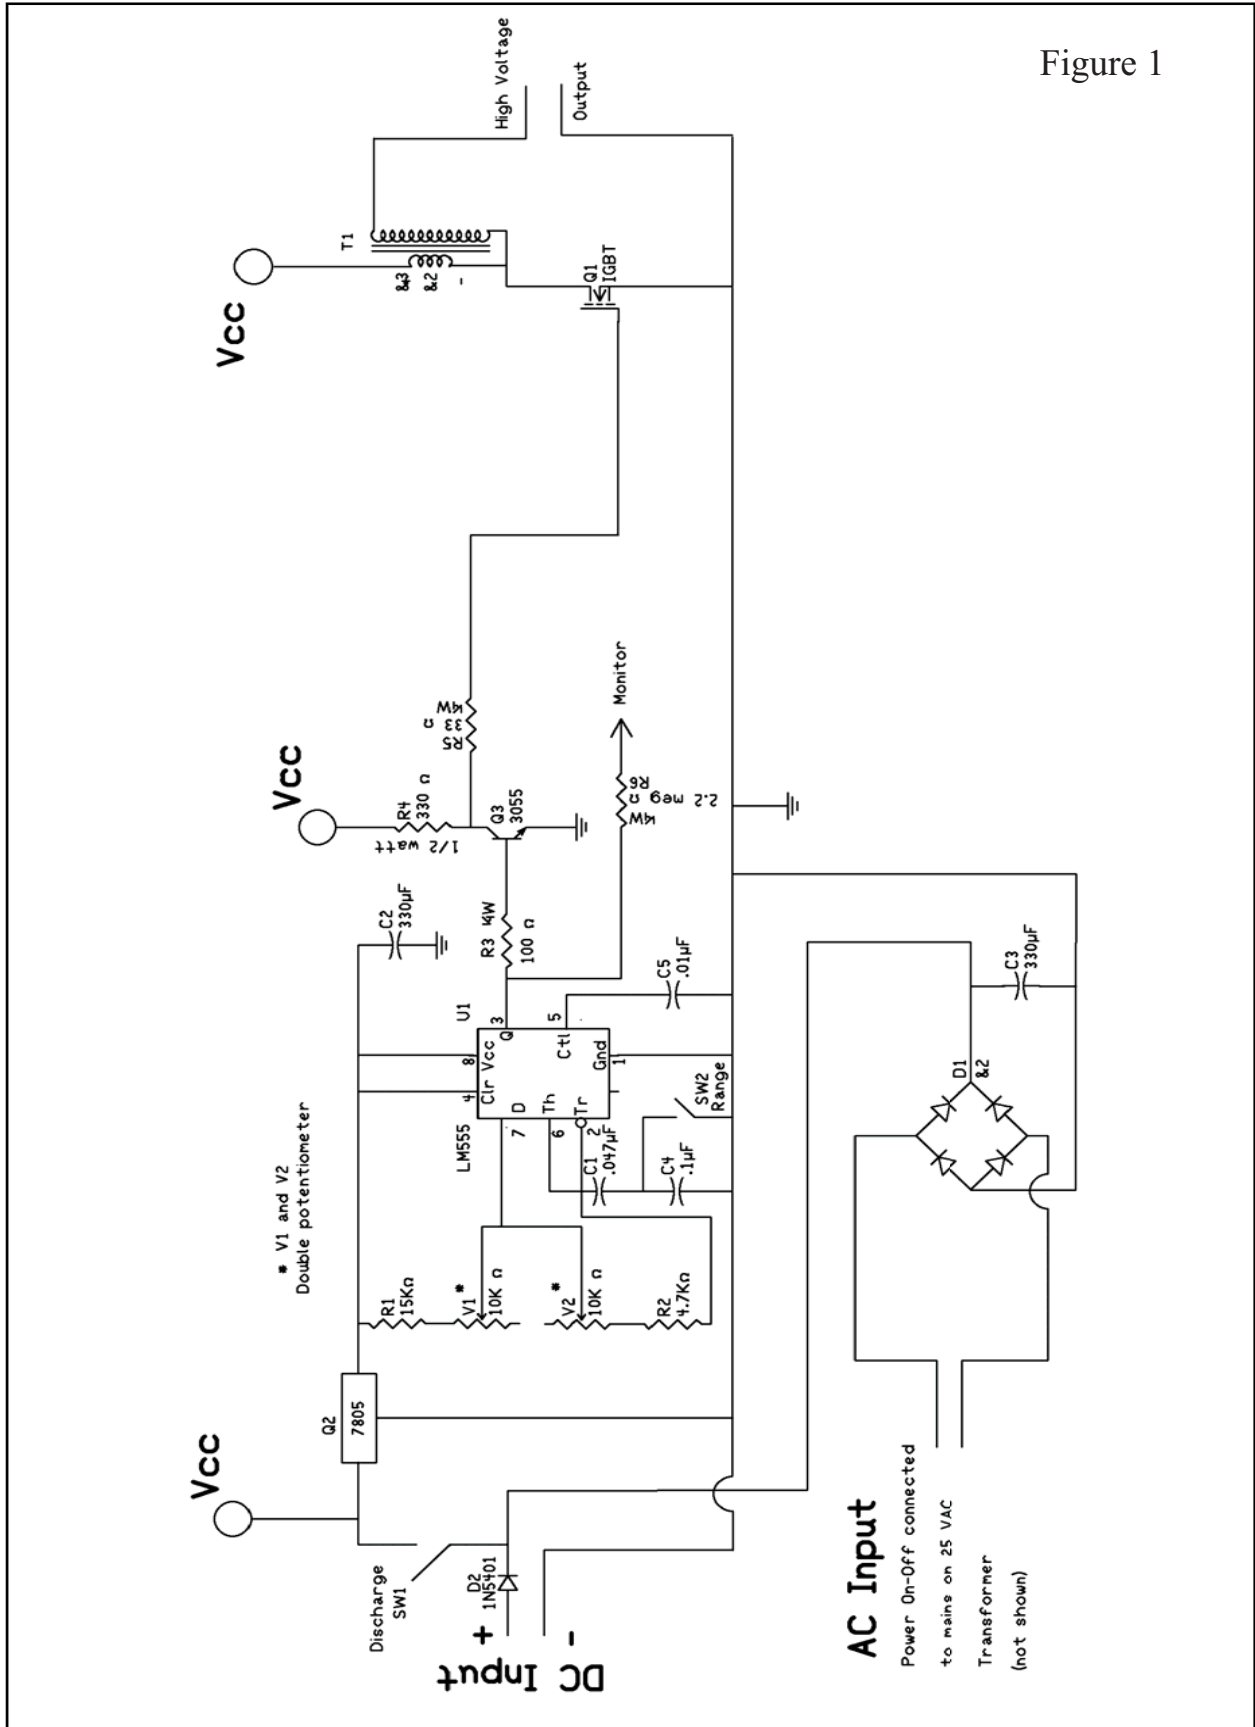 Figure 1
Vcc
Vcc
Vcc
High Voltage
Output
T1
&3
&2
-
Q1
IGBT
Monitor
R5
33 Ω
¼W
R6
2.2 meg Ω
¼W
R4
330 Ω
1/2 watt
Q3
3055
C2
330µF
R3 ¼W
100 Ω
U1
LM555
4
Clr
8
Vcc
3
Q
5
Ctl
Gnd
1
D
7
Th
6
Tr
2
C5
.01µF
SW2
Range
C1
.047µF
C4
.1µF
* V1 and V2
Double potentiometer
R1
15KΩ
V1 *
10K Ω
V2 *
10K Ω
R2
4.7KΩ
Q2
7805
Discharge
SW1
D2
1N5401
+
-
DC Input
D1
&2
C3
330µF
AC Input
Power On-Off connected
to mains on 25 VAC
Transformer
(not shown)